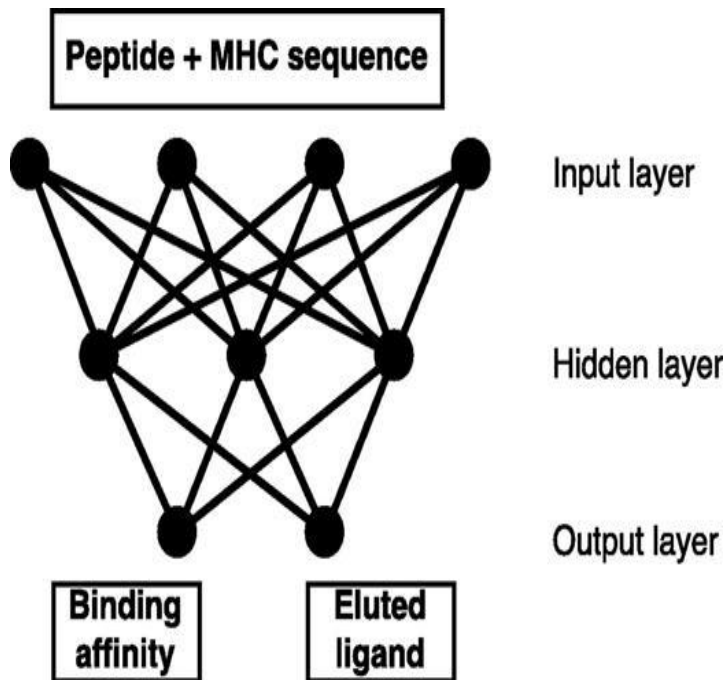 Peptide + MHC sequence
Input layer
Hidden layer
Output layer
Binding
affinity
Eluted
ligand